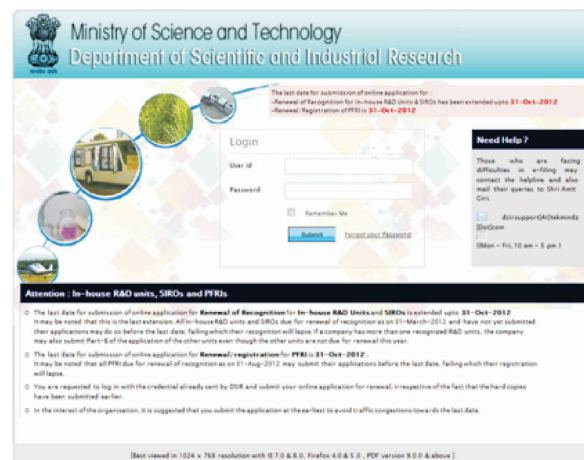 Ministry of Science and Technology
Department of Scientific and Industrial Research
The last date for submission of online application for :
-Renewal of Recognition for In-house R&D Units & SIROs has been extended upto 31-Oct-2012
-Renewal/Registration of PFRI is 31-Oct-2012
Login
User Id
Password
Remember Me
Submit Forgot your Password
Need Help ?
Those who are facing
difficulties in e-filing may
contact the helpline and also
mail their queries to Shri Amit
Giri
dsirsupport[At]tekmindz
[Dot]com
(Mon - Fri, 10 am - 5 pm )
Attention : In-house R&D units, SIROs and PFRIs
The last date for submission of online application for Renewal of Recognition for In-house R&D Units and SIROs is extended upto 31-Oct-2012
It may be noted that this is the last extension. All in-house R&D units and SIROs due for renewal of recognition as on 31-March-2012 and have not yet submitted
their applications may do so before the last date, failing which their recognition will lapse. If a company has more than one recognized R&D units, the company
may also submit Part-B of the application of the other units even though the other units are not due for renewal this year.
The last date for submission of online application for Renewal/registration for PFRI is 31-Oct-2012 .
It may be noted that all PFRI due for renewal of recognition as on 31-Aug-2012 may submit their applications before the last date, failing which their registration
will lapse.
You are requested to log in with the credential already sent by DSIR and submit your online application for renewal, irrespective of the fact that the hard copies
have been submitted earlier.
In the interest of the organisation, it is suggested that you submit the application at the earliest to avoid traffic congestions towards the last date.
[Best viewed in 1024 x 768 resolution with IE 7.0 & 8.0, Firefox 4.0 & 5.0 , PDF version 9.0.0 & above ]